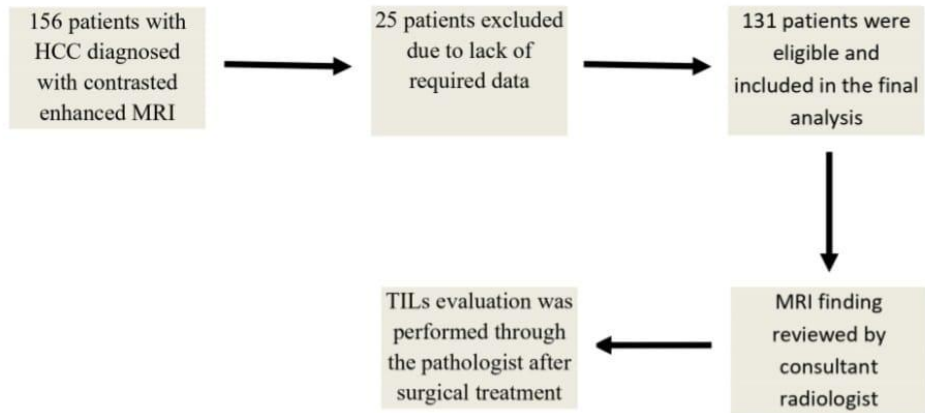 156 patients with
HCC diagnosed
with contrasted
enhanced MRI
25 patients excluded
due to lack of
required data
131 patients were
eligible and
included in the final
analysis
MRI finding
reviewed by
consultant
radiologist
TILs evaluation was
performed through
the pathologist after
surgical treatment